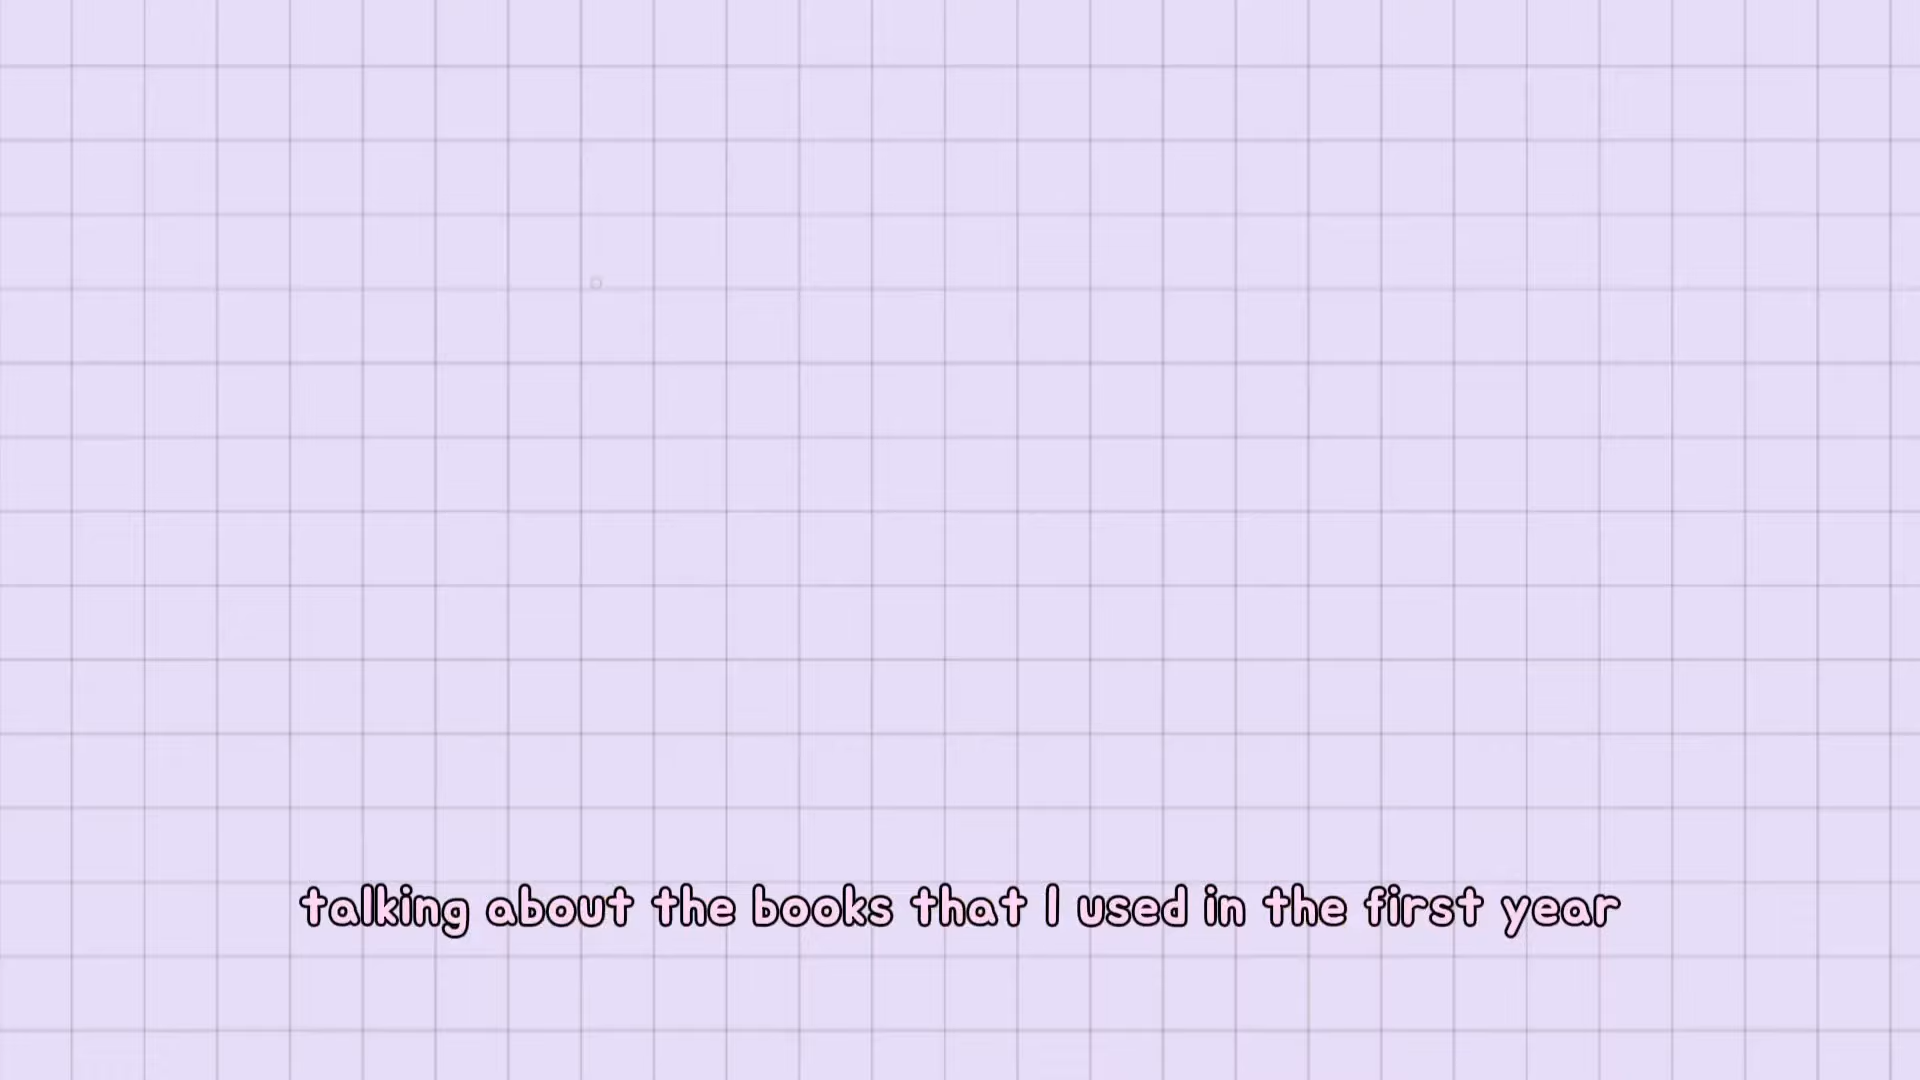 talking about the books that I used in the first year